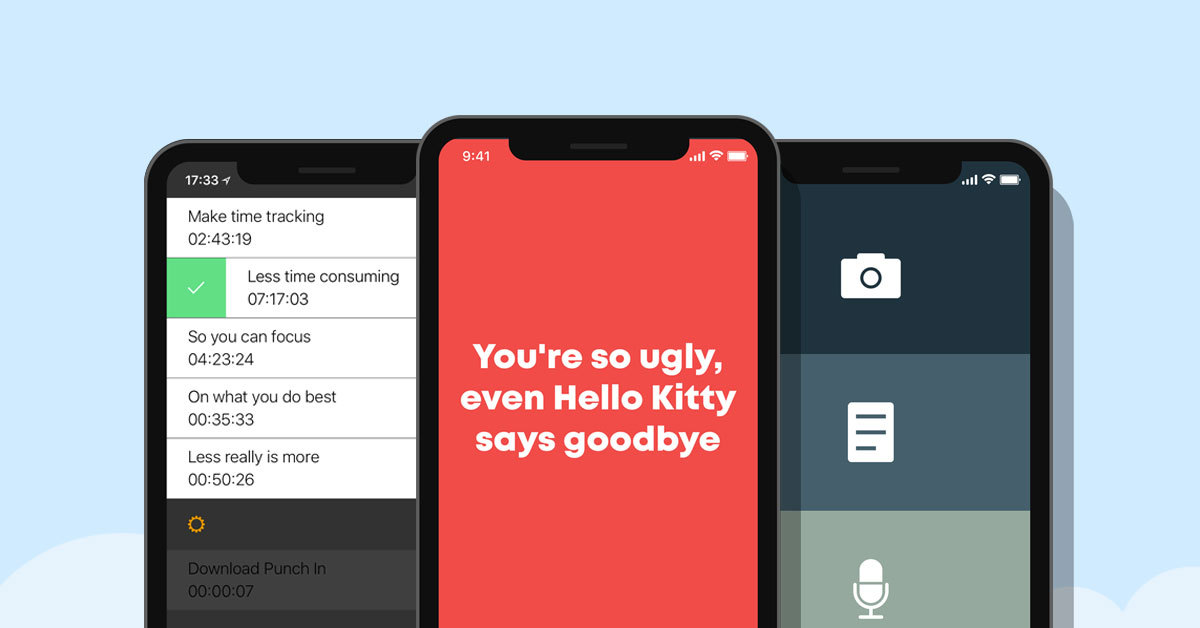 17:33
Make time tracking
02:43:19
Less time consuming
07:17:03
So you can focus
04:23:24
On what you do best
00:35:33
Less really is more
00:50:26
Download Punch In
00:00:07
9:41
You're so ugly,
even Hello Kitty
says goodbye